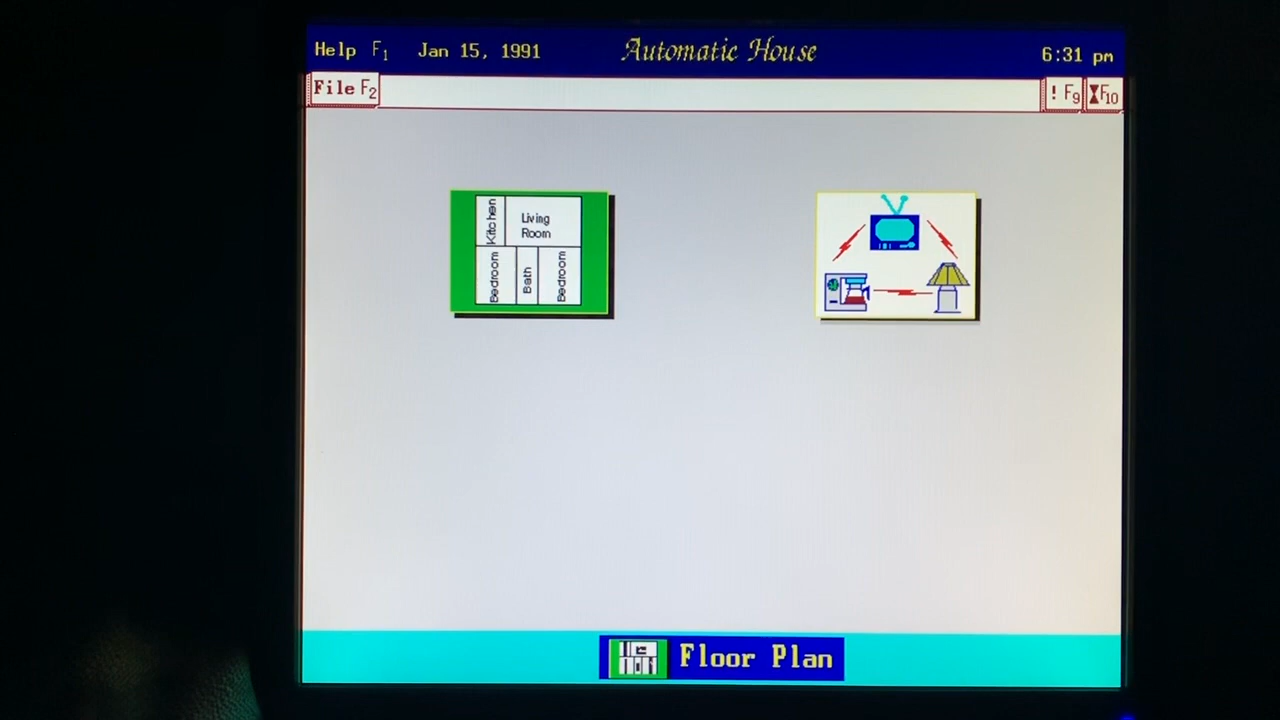 Help F1 Jan 15, 1991 Automatic House 6:31 pm
File F2 ! F9 F10
Kitchen
Living
Room
Bedroom
Bath
Bedroom
Floor Plan